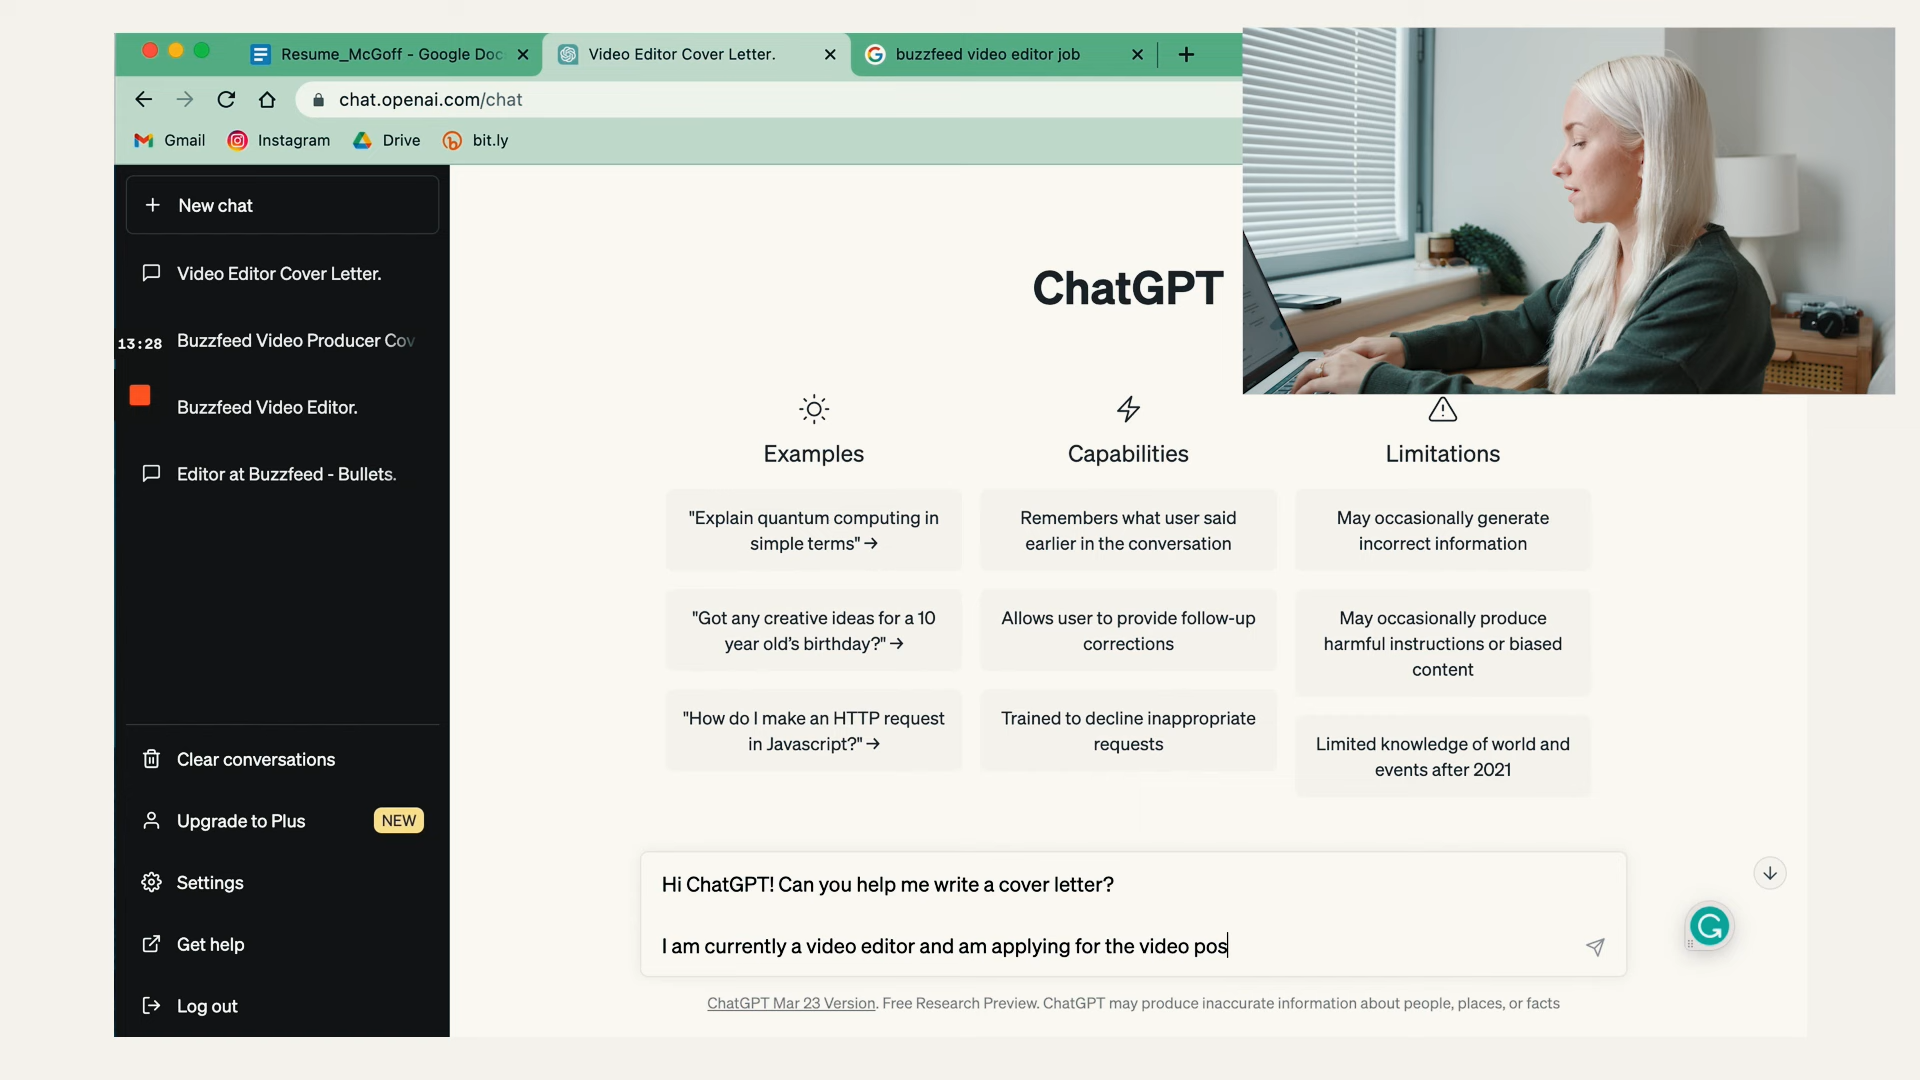 Resume_McGoff - Google Doc
Video Editor Cover Letter.
buzzfeed video editor job
chat.openai.com/chat
Gmail
Instagram
Drive
bit.ly
New chat
Video Editor Cover Letter.
13:28
Buzzfeed Video Producer Cov
Buzzfeed Video Editor.
Editor at Buzzfeed - Bullets.
Clear conversations
Upgrade to Plus
NEW
Settings
Get help
Log out
ChatGPT
Examples
"Explain quantum computing in
simple terms" →
"Got any creative ideas for a 10
year old's birthday?" →
"How do I make an HTTP request
in Javascript?" →
Capabilities
Remembers what user said
earlier in the conversation
Allows user to provide follow-up
corrections
Trained to decline inappropriate
requests
Limitations
May occasionally generate
incorrect information
May occasionally produce
harmful instructions or biased
content
Limited knowledge of world and
events after 2021
Hi ChatGPT! Can you help me write a cover letter?
I am currently a video editor and am applying for the video pos
ChatGPT Mar 23 Version. Free Research Preview. ChatGPT may produce inaccurate information about people, places, or facts